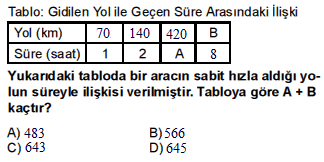 Tablo: Gidilen Yol ile Geçen Süre Arasındaki İlişki
Yol (km) 70 140 420 B
Süre (saat) 1 2 A 8
Yukarıdaki tabloda bir aracın sabit hızla aldığı yo-
lun süreyle ilişkisi verilmiştir. Tabloya göre A + B
kaçtır?
A) 483 B) 566
C) 643 D) 645